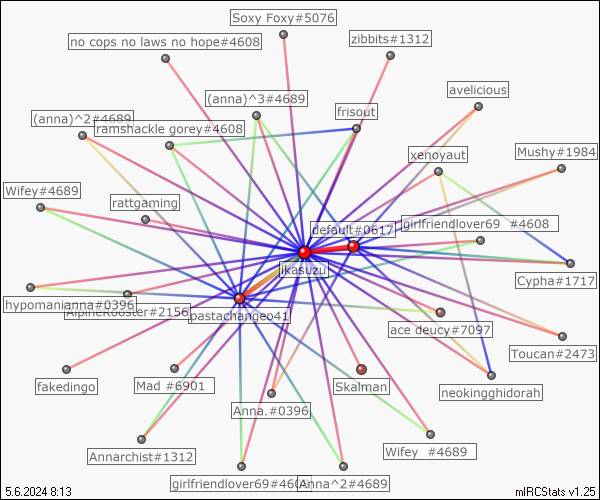 Soxy Foxy#5076
no cops no laws no hope#4608
zibbits#1312
avelicious
(anna)^3#4689
frisout
(anna)^2#4689
ramshackle gorey#4608
xenoyaut
Mushy#1984
Wifey#4689
rattgaming
default#0617
girlfriendlover69 #4608
jikasuzu
Cypha#1717
hypomanianna#0396
AlpineRooster#2156
pastachangeo41
ace deucy#7097
Toucan#2473
fakedingo
Mad #6901
Skalman
neokingghidorah
Anna.#0396
Annarchist#1312
Wifey #4689
girlfriendlover69#4608
Anna^2#4689
5.6.2024 8:13
mIRCStats v1.25